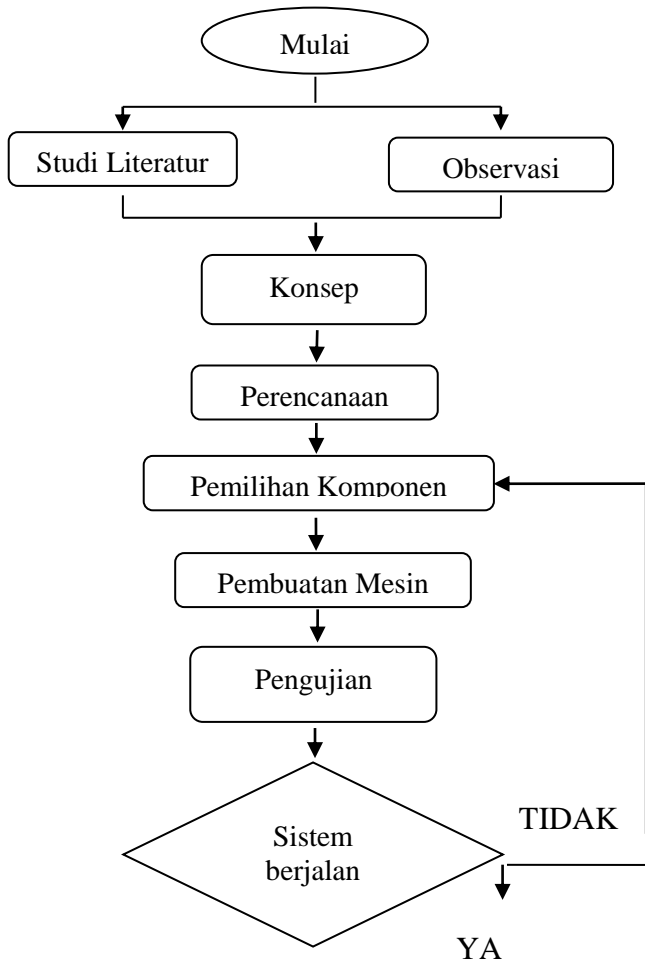 Mulai
Studi Literatur
Observasi
Konsep
Perencanaan
Pemilihan Komponen
Pembuatan Mesin
Pengujian
Sistem
berjalan
TIDAK
YA